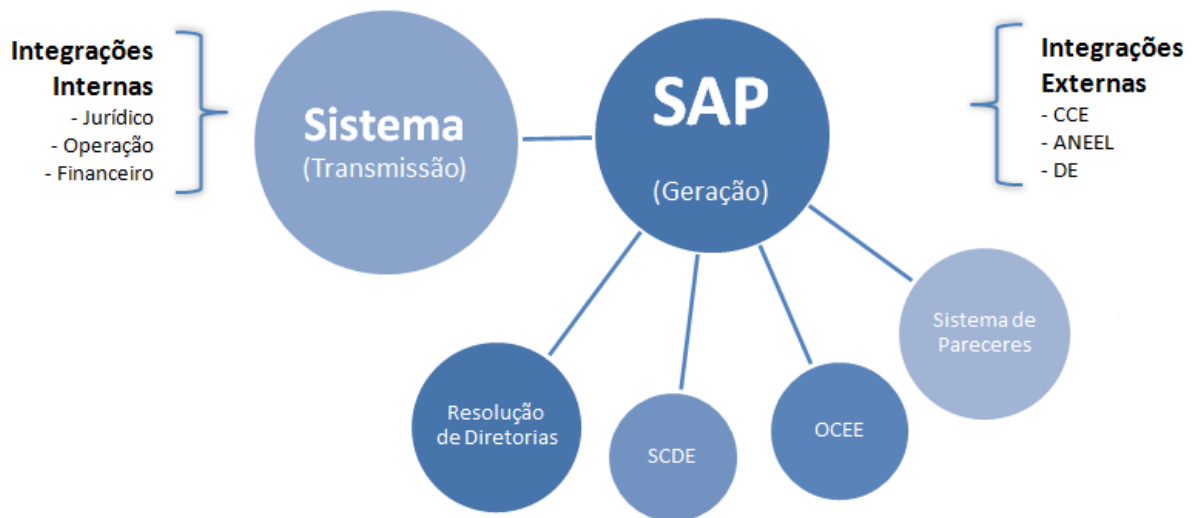 Integrações
Internas
- Jurídico
- Operação
- Financeiro
Sistema
(Transmissão)
SAP
(Geração)
Integrações
Externas
- CCE
- ANEEL
- DE
Resolução
de Diretorias
SCDE
OCEE
Sistema de
Pareceres